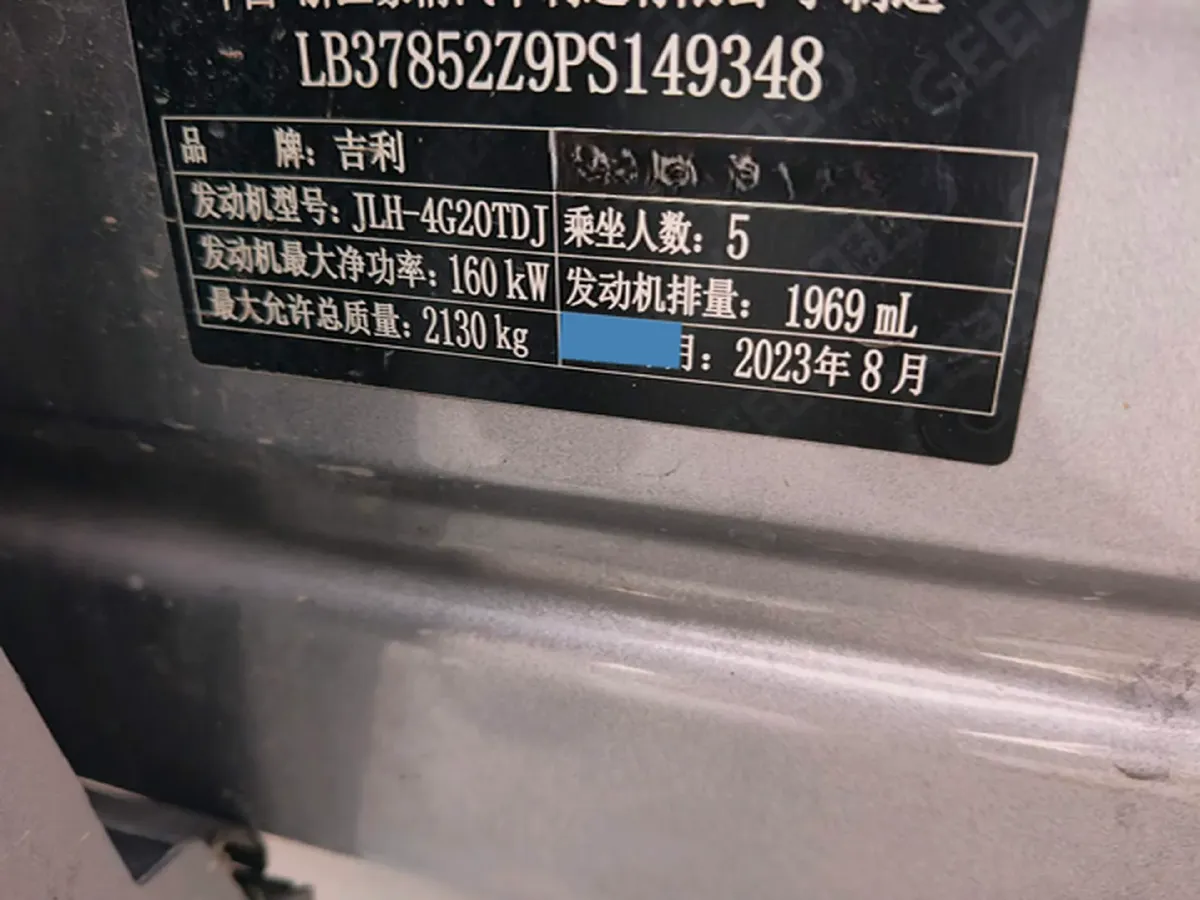 LB37852Z9PS149348
品 牌：吉利
发动机型号：JLH-4G20TDJ 乘坐人数：5
发动机最大净功率：160 kW 发动机排量：1969 mL
最大允许总质量：2130 kg 月：2023年8月